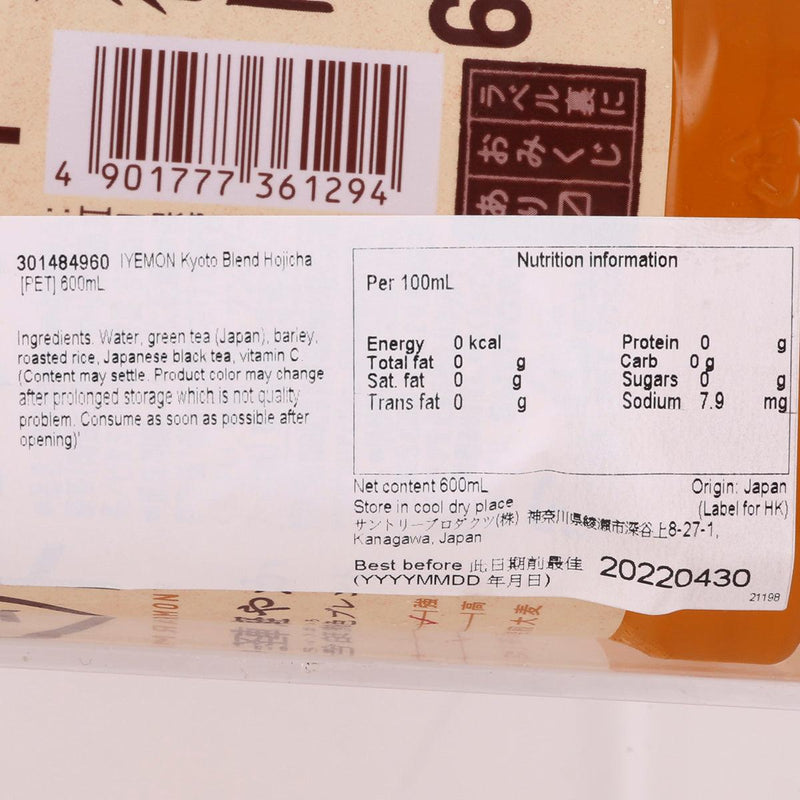 6
ラベル裏に
おみくじ
あり
4 901777 361294
301484960 IYEMON Kyoto Blend Hojicha
[PET] 600mL
Ingredients. Water, green tea (Japan), barley,
roasted rice, Japanese black tea, vitamin C
(Content may settle. Product color may change
after prolonged storage which is not quality
problem. Consume as soon as possible after
opening)'
Nutrition information
Per 100mL
Energy 0 kcal Protein 0 g
Total fat 0 g Carb 0 g
Sat. fat 0 g Sugars 0 g
Trans fat 0 g Sodium 7.9 mg
Net content 600mL Origin: Japan
Store in cool dry place (Label for HK)
サントリープロダクツ(株) 神奈川県綾瀬市深谷上8-27-1,
Kanagawa, Japan
Best before 此日期前最佳 20220430
(YYYYMMDD 年月日)
21198